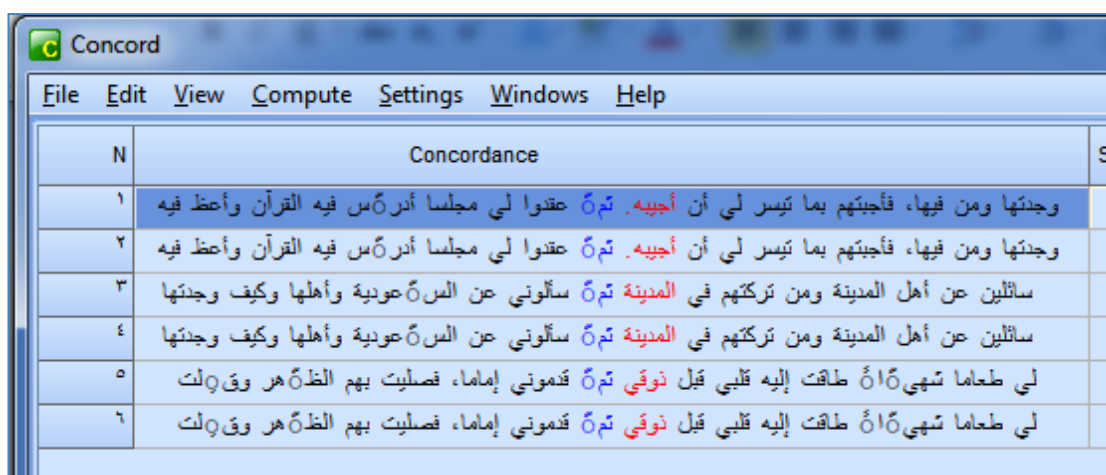 Concord
File Edit View Compute Settings Windows Help
N Concordance S
١ وجدتها ومن فيها، فأجبتهم بما تيسر لي أن أجيبه. ثمّ عقدوا لي مجلسا أدرّس فيه القرآن وأعظ فيه
٢ وجدتها ومن فيها، فأجبتهم بما تيسر لي أن أجيبه. ثمّ عقدوا لي مجلسا أدرّس فيه القرآن وأعظ فيه
٣ سائلين عن أهل المدينة ومن تركتهم في المدينة ثمّ سألوني عن السّعودية وأهلها وكيف وجدتها
٤ سائلين عن أهل المدينة ومن تركتهم في المدينة ثمّ سألوني عن السّعودية وأهلها وكيف وجدتها
٥ لي طعاما شهيّاً طاقت إليه قلبي قبل ذوقي ثمّ قدموني إماما، فصليت بهم الظّهر وقِولت
٦ لي طعاما شهيّاً طاقت إليه قلبي قبل ذوقي ثمّ قدموني إماما، فصليت بهم الظّهر وقِولت